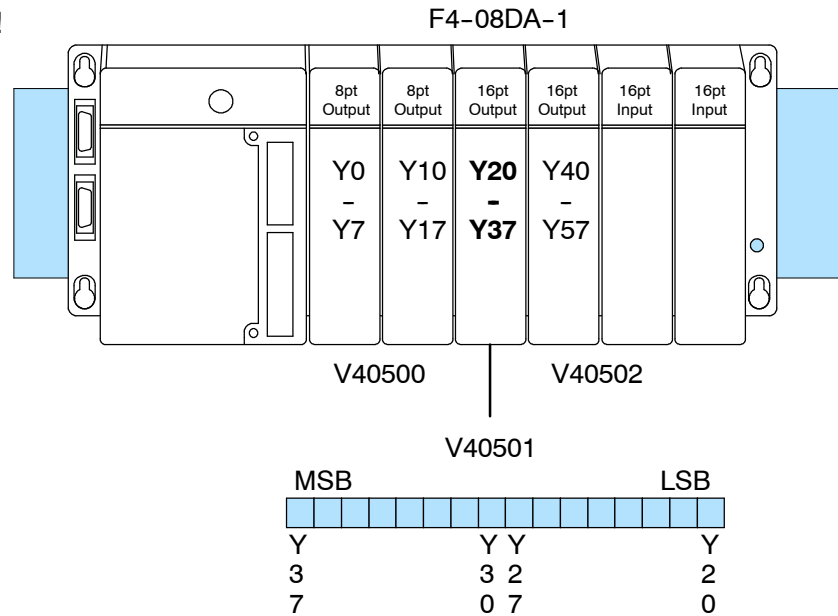 !
F4-08DA-1
8pt 8pt 16pt 16pt 16pt 16pt
Output Output Output Output Input Input
Y0 Y10 Y20 Y40
- - - -
Y7 Y17 Y37 Y57
V40500 V40502
V40501
MSB LSB
Y Y Y Y
3 3 2 2
7 0 7 0